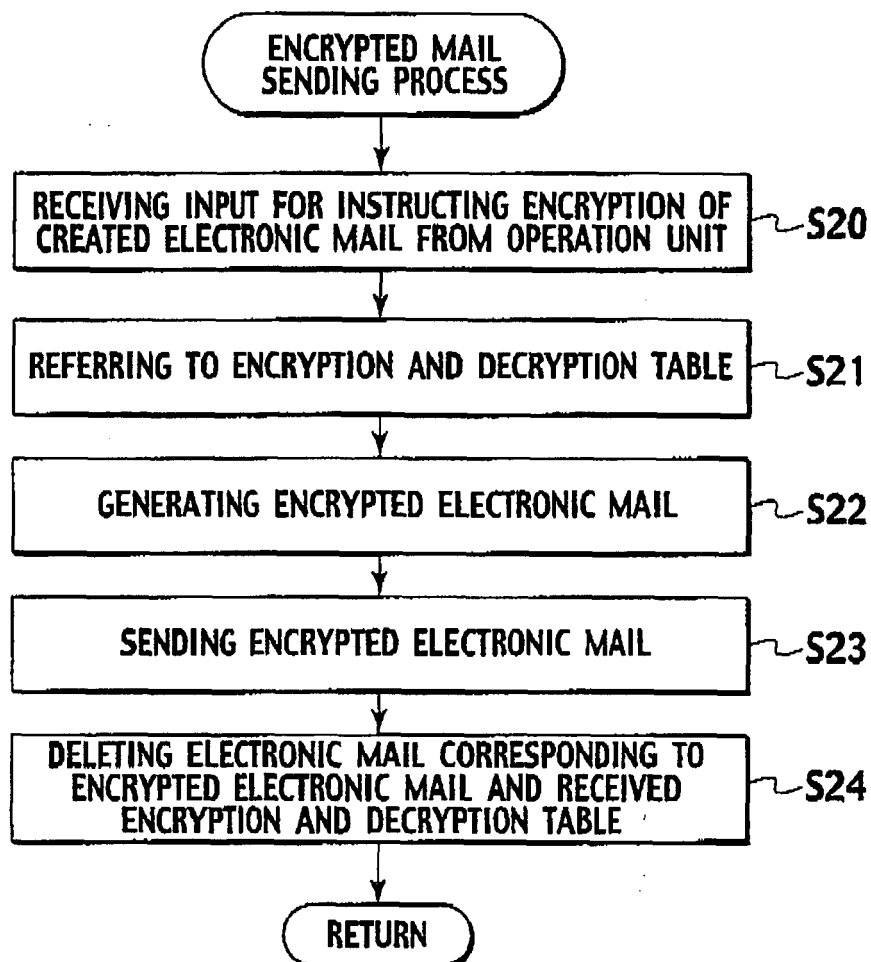 ENCRYPTED MAIL
SENDING PROCESS
RECEIVING INPUT FOR INSTRUCTING ENCRYPTION OF
CREATED ELECTRONIC MAIL FROM OPERATION UNIT
S20
REFERRING TO ENCRYPTION AND DECRYPTION TABLE
S21
GENERATING ENCRYPTED ELECTRONIC MAIL
S22
SENDING ENCRYPTED ELECTRONIC MAIL
S23
DELETING ELECTRONIC MAIL CORRESPONDING TO
ENCRYPTED ELECTRONIC MAIL AND RECEIVED
ENCRYPTION AND DECRYPTION TABLE
S24
RETURN